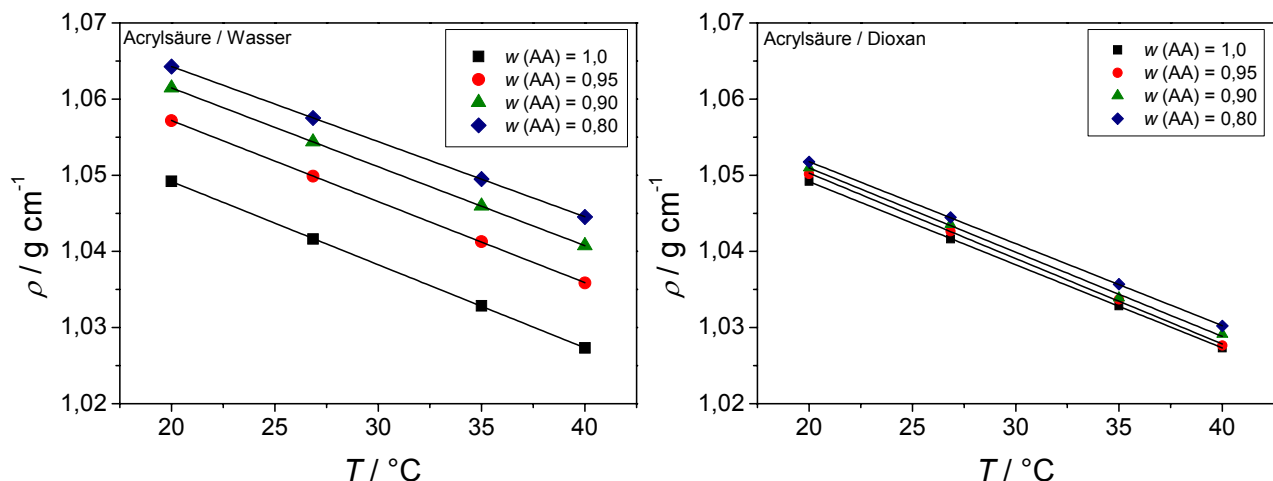 Acrylsäure / Wasser
w (AA) = 1,0
w (AA) = 0,95
w (AA) = 0,90
w (AA) = 0,80
1,07
1,06
1,05
1,04
1,03
1,02
ρ / g cm⁻¹
20 25 30 35 40
T / °C
Acrylsäure / Dioxan
w (AA) = 1,0
w (AA) = 0,95
w (AA) = 0,90
w (AA) = 0,80
1,07
1,06
1,05
1,04
1,03
1,02
ρ / g cm⁻¹
20 25 30 35 40
T / °C